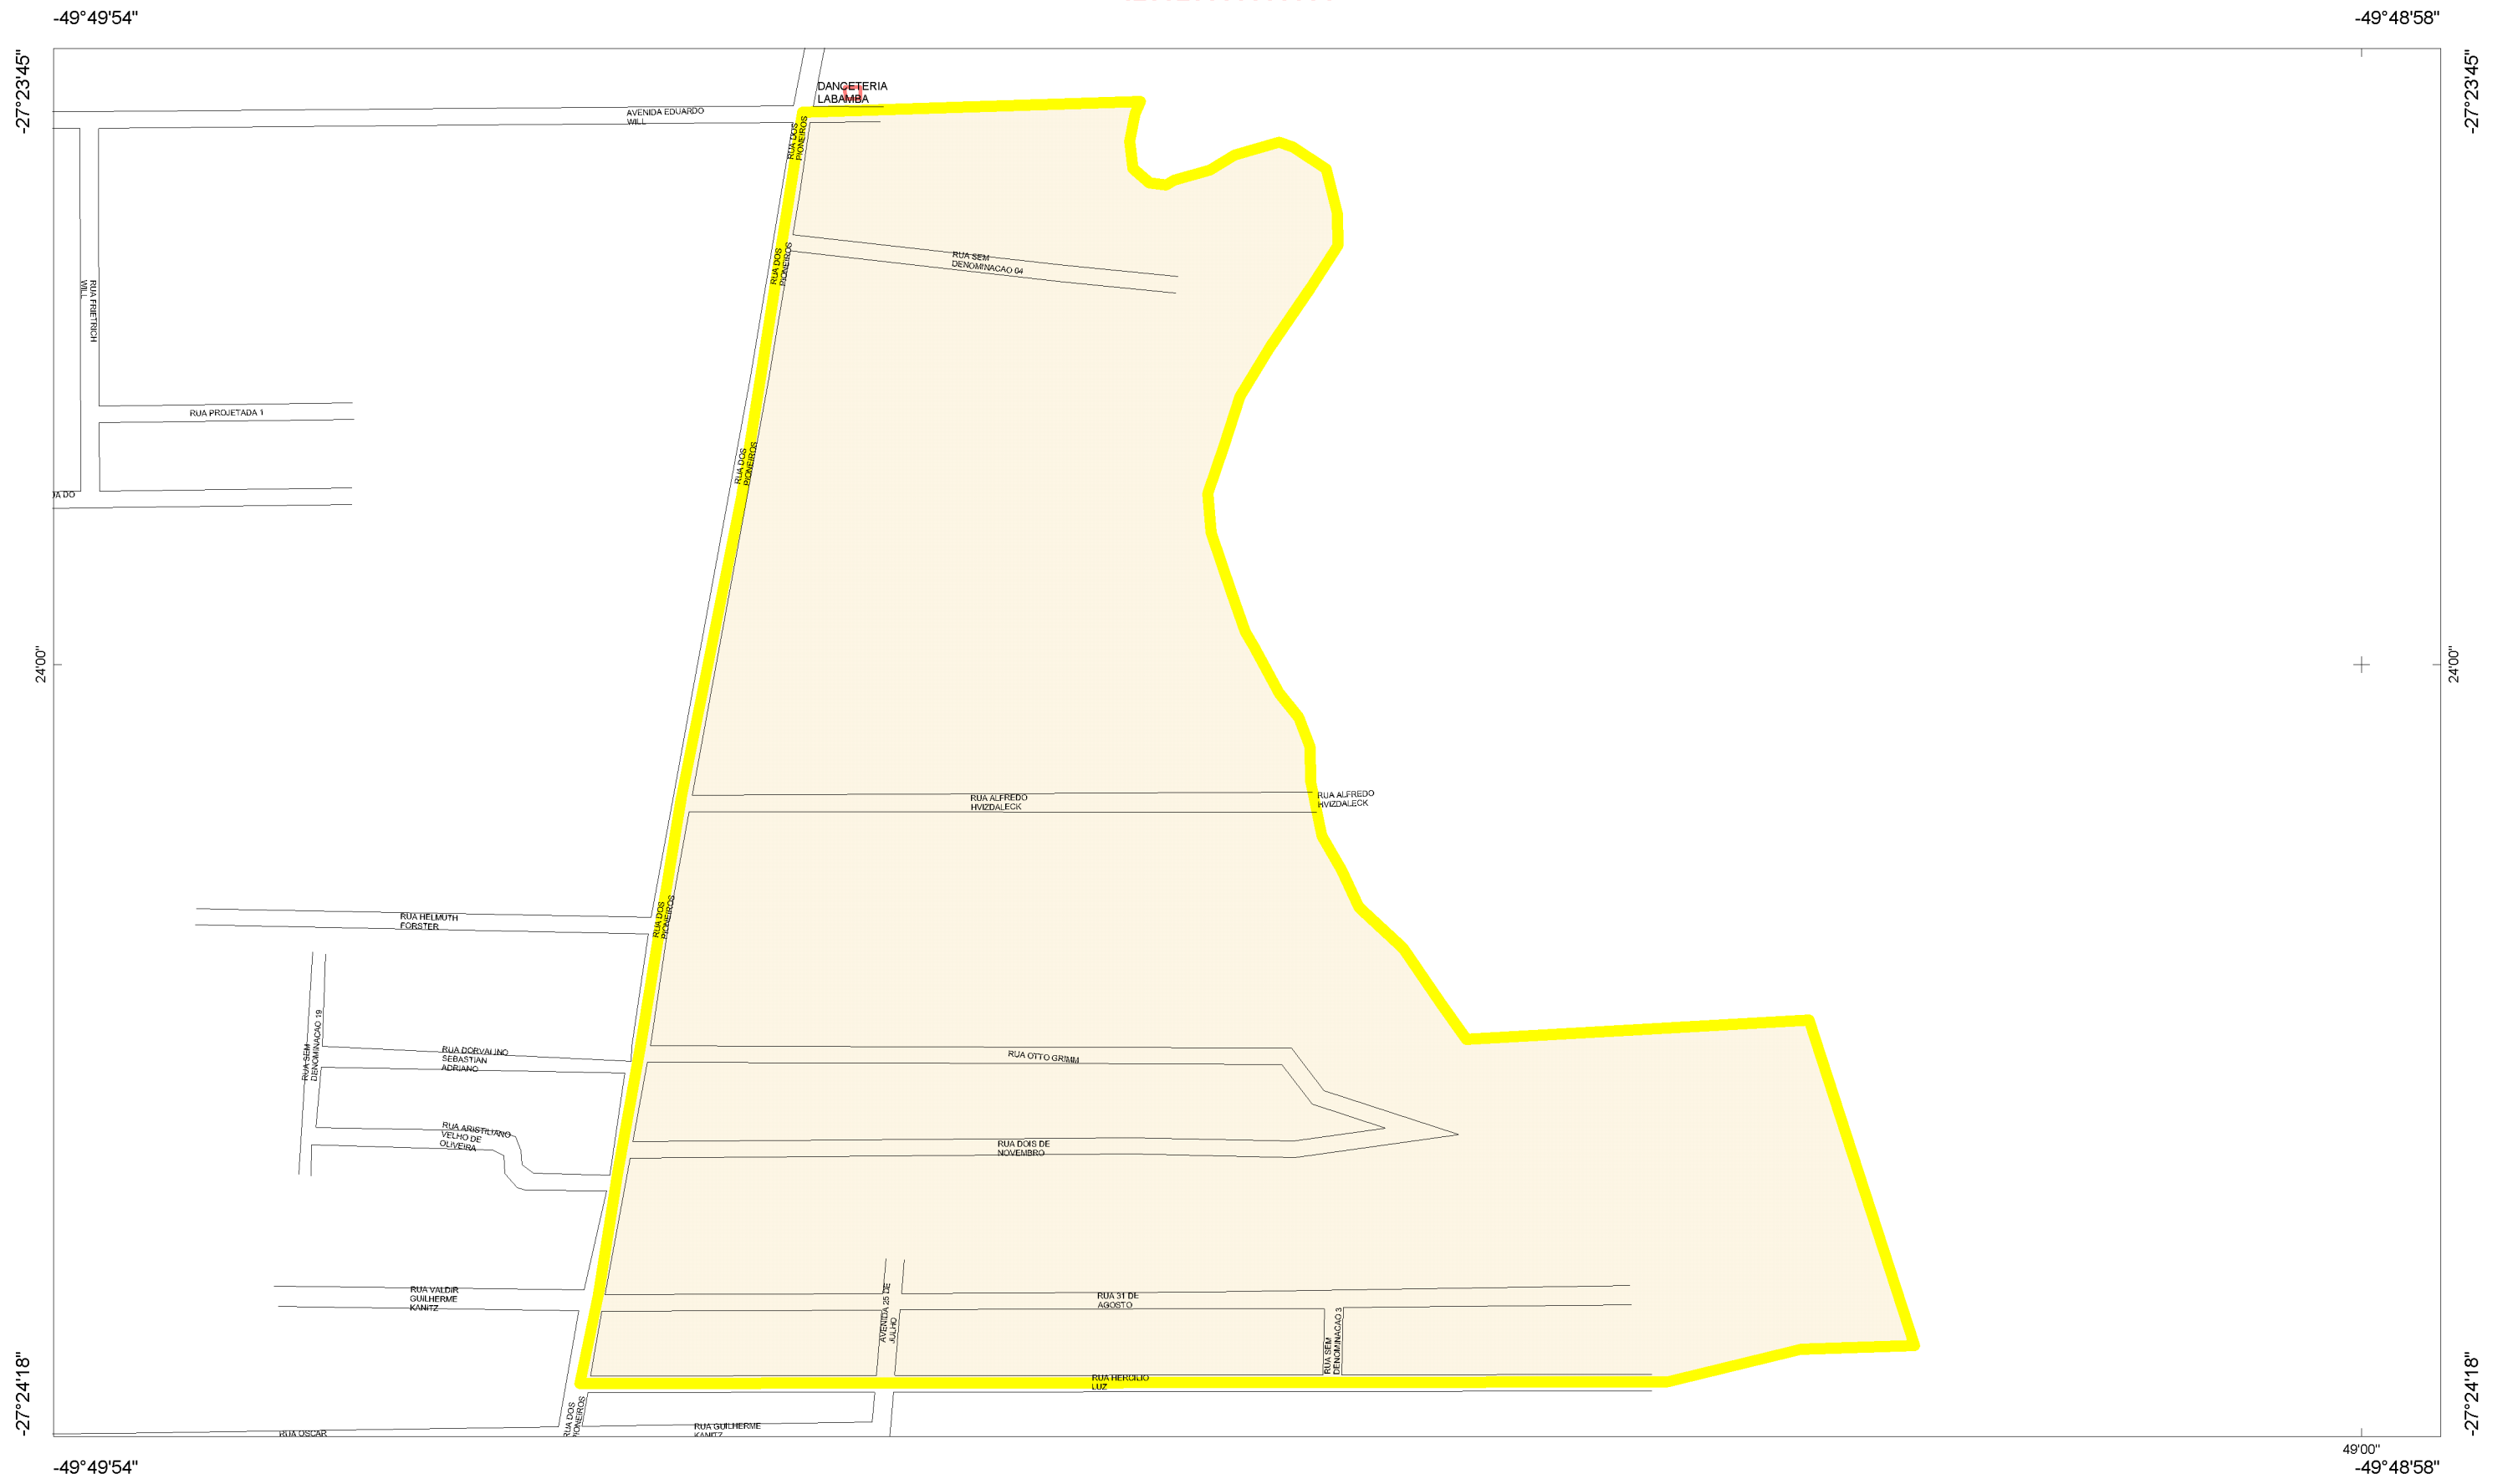 -49°49'54"
-49°48'58"
-27°23'45"
-27°23'45"
DANCETERIA
LABAMBA
AVENIDA EDUARDO
WILL
RUA DOS
PIONEIROS
RUA DOS
PIONEIROS
RUA SEM
DENOMINACAO 04
RUA FRIETRICH
WILL
RUA PROJETADA 1
RUA DOS
PIONEIROS
DO
24'00"
24'00"
RUA ALFREDO
HVIZDALECK
RUA ALFREDO
HVIZDALECK
RUA HELMUTH
FORSTER
RUA DOS
PIONEIROS
RUA SEM
DENOMINACAO 19
RUA DORVALINO
SEBASTIAN
ADRIANO
RUA OTTO GRIMM
RUA ARISTILIANO
VELHO DE
OLIVEIRA
RUA DOIS DE
NOVEMBRO
RUA VALDIR
GUILHERME
KANITZ
AVENIDA 25 DE
JULHO
RUA 31 DE
AGOSTO
RUA SEM
DENOMINACAO 3
RUA HERCILIO
LUZ
RUA DOS
PIONEIROS
RUA GUILHERME
KANITZ
RUA OSCAR
-27°24'18"
-27°24'18"
49'00"
-49°49'54"
-49°48'58"